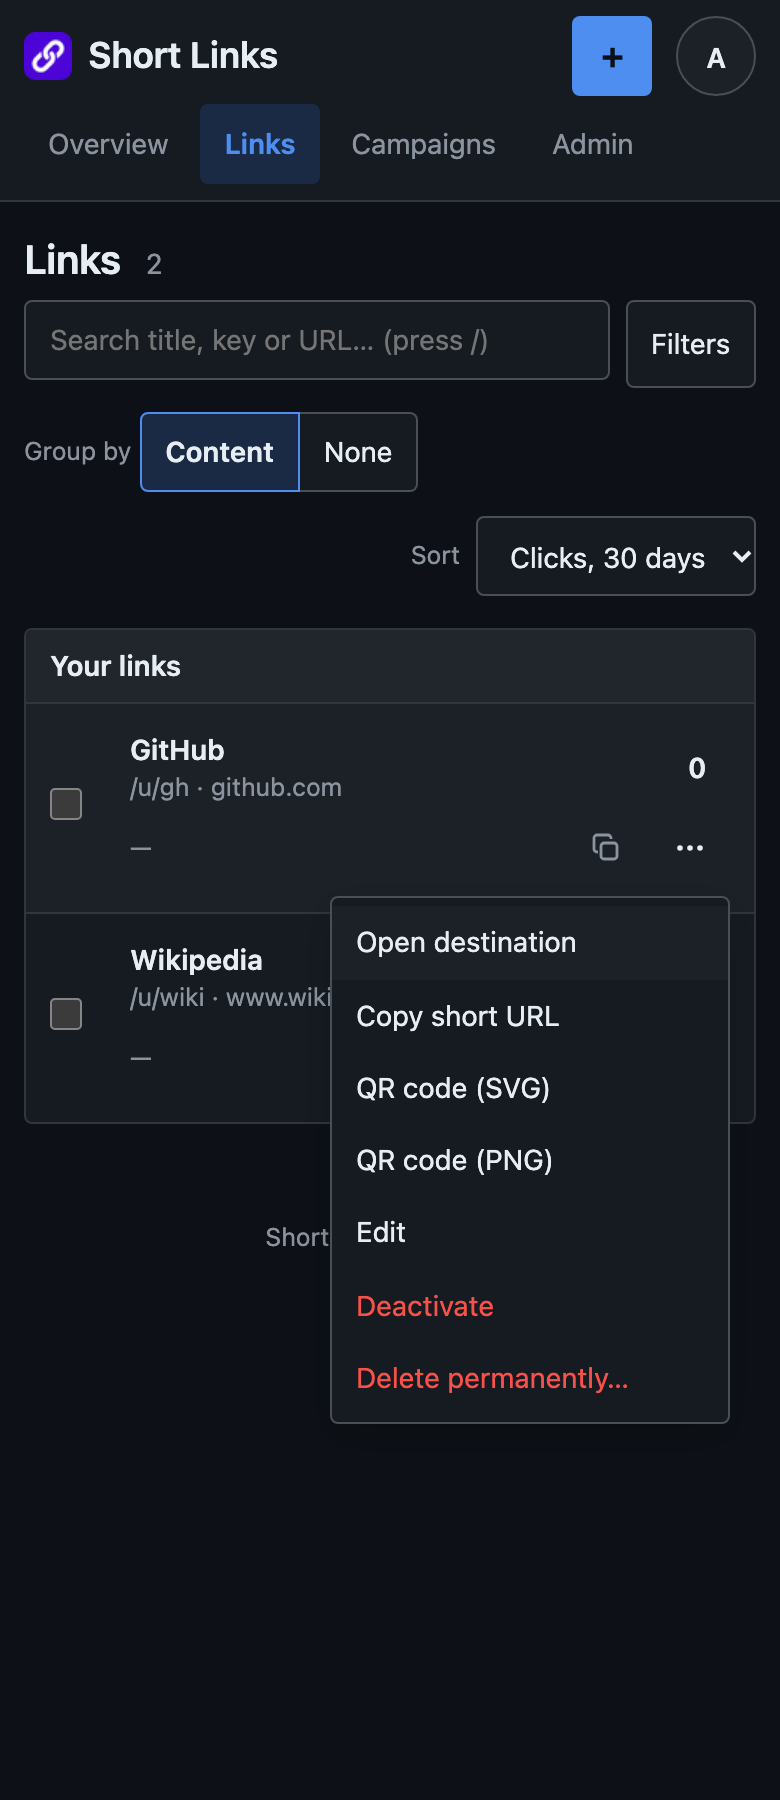 Short Links
+
A
Overview
Links
Campaigns
Admin
Links 2
Search title, key or URL... (press /)
Filters
Group by
Content
None
Sort
Clicks, 30 days
Your links
GitHub
0
/u/gh · github.com
—
Wikipedia
/u/wiki · www.wiki
—
Open destination
Copy short URL
QR code (SVG)
QR code (PNG)
Edit
Deactivate
Delete permanently...
Short